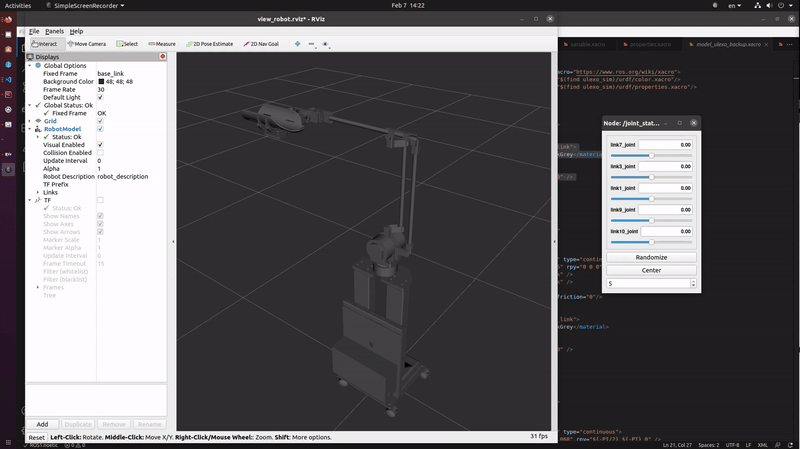 Activities
SimpleScreenRecorder
Feb 7 14:22
en
view_robot.rviz* - RViz
File Panels Help
Interact Move Camera Select Measure 2D Pose Estimate 2D Nav Goal
Displays
Global Options
Fixed Frame base_link
Background Color 48; 48; 48
Frame Rate 30
Default Light
Global Status: Ok
Fixed Frame OK
Grid
RobotModel
Status: Ok
Visual Enabled
Collision Enabled
Update Interval 0
Alpha 1
Robot Description robot_description
TF Prefix
Links
TF
Status: Ok
Show Names
Show Axes
Show Arrows
Marker Scale 1
Marker Alpha 1
Update Interval 0
Frame Timeout 15
Filter (whitelist)
Filter (blacklist)
Frames
Tree
Add Duplicate Remove Rename
Reset Left-Click: Rotate. Middle-Click: Move X/Y. Right-Click/Mouse Wheel: Zoom. Shift: More options. 31 fps
variable.xacro properties.xacro model_ulexo_backup.xacro
xacro="https://www.ros.org/wiki/xacro">
"$(find ulexo_sim)/urdf/color.xacro"/>
"$(find ulexo_sim)/urdf/properties.xacro"/>
Node: /joint_stat...
link7_joint 0.00
link3_joint 0.00
link1_joint 0.00
link9_joint 0.00
link10_joint 0.00
Randomize
Center
5
link">
kGrey</material>
0" />
type="continuous">
rpy="0 0 0"
friction="0"/>
link">
kGrey</material>
0" />
type="continuous">
ROS1.noetic 0 0
Ln 21, Col 27 Spaces: 2 UTF-8 LF XML